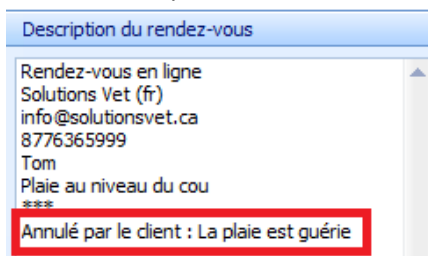 Description du rendez-vous
Rendez-vous en ligne
Solutions Vet (fr)
info@solutionsvet.ca
8776365999
Tom
Plaie au niveau du cou
***
Annulé par le client : La plaie est guérie